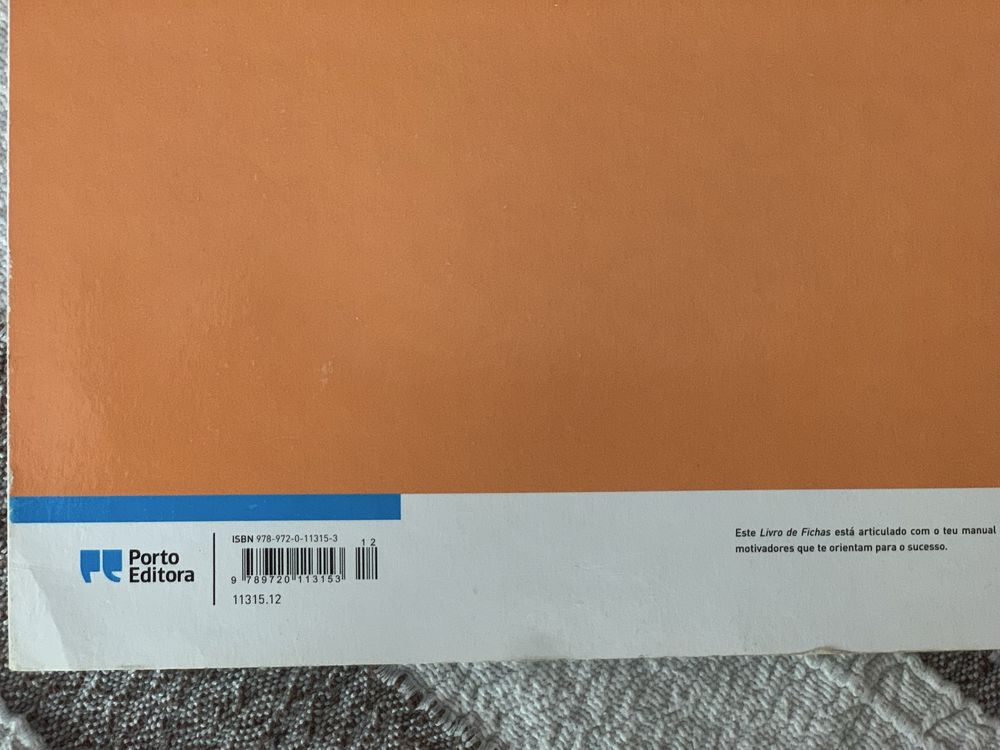 Porto
Editora
ISBN 978-972-0-11315-3
1 2
9 789720 113153
11315.12
Este Livro de Fichas está articulado com o teu manual
motivadores que te orientam para o sucesso.